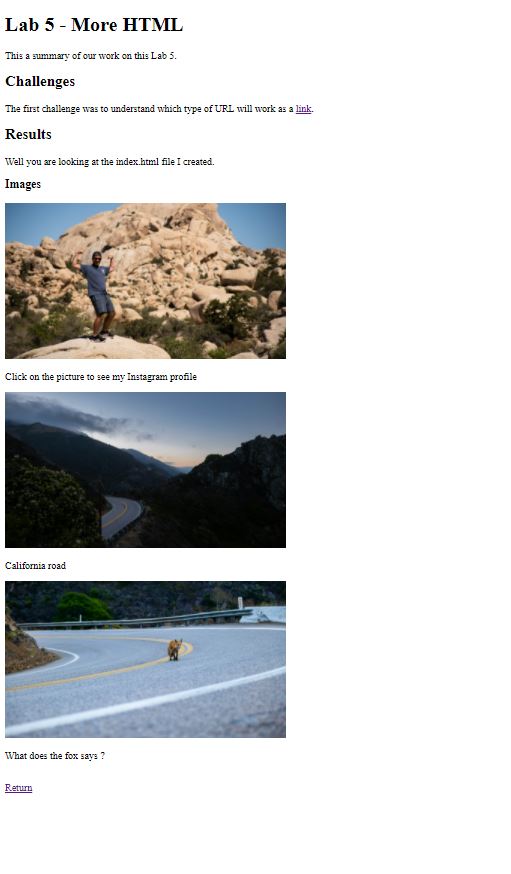 Lab 5 - More HTML
This a summary of our work on this Lab 5.
Challenges
The first challenge was to understand which type of URL will work as a link.
Results
Well you are looking at the index.html file I created.
Images
Click on the picture to see my Instagram profile
California road
What does the fox says ?
Return